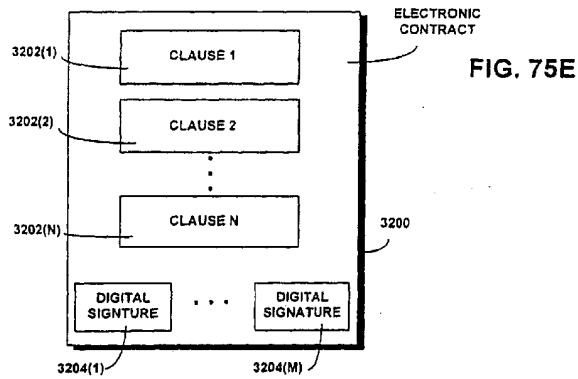 ELECTRONIC
CONTRACT
3202(1)
CLAUSE 1
FIG. 75E
3202(2)
CLAUSE 2
3202(N)
CLAUSE N
3200
DIGITAL
SIGNTURE
DIGITAL
SIGNATURE
3204(1)
3204(M)